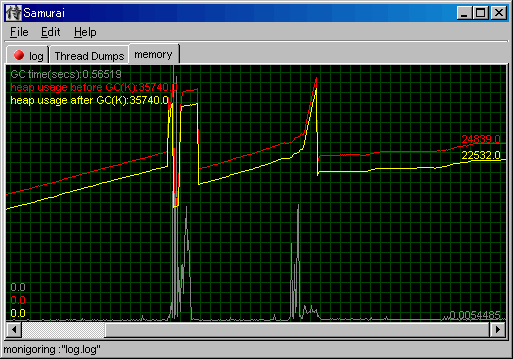 Samurai
File Edit Help
log Thread Dumps memory
GC time(secs):0.56519
heap usage before GC(K):35740.0
heap usage after GC(K):35740.0
24839.0
22532.0
0.0
0.0
0.0
0.0054485
monigoring :"log.log"